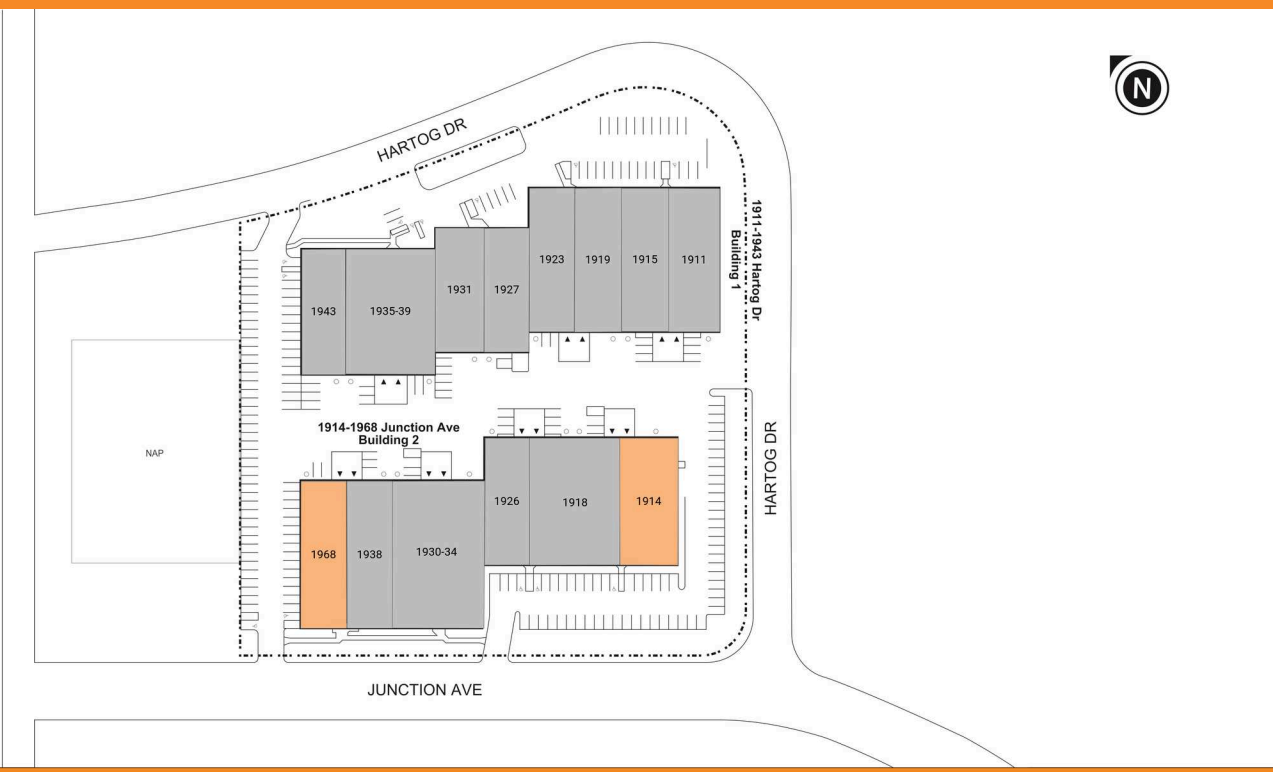 N
HARTOG DR
1911-1943 Hartog Dr
Building 1
1923
1919
1915
1911
1931
1927
1943
1935-39
1914-1968 Junction Ave
Building 2
HARTOG DR
NAP
1926
1918
1914
1968
1938
1930-34
JUNCTION AVE